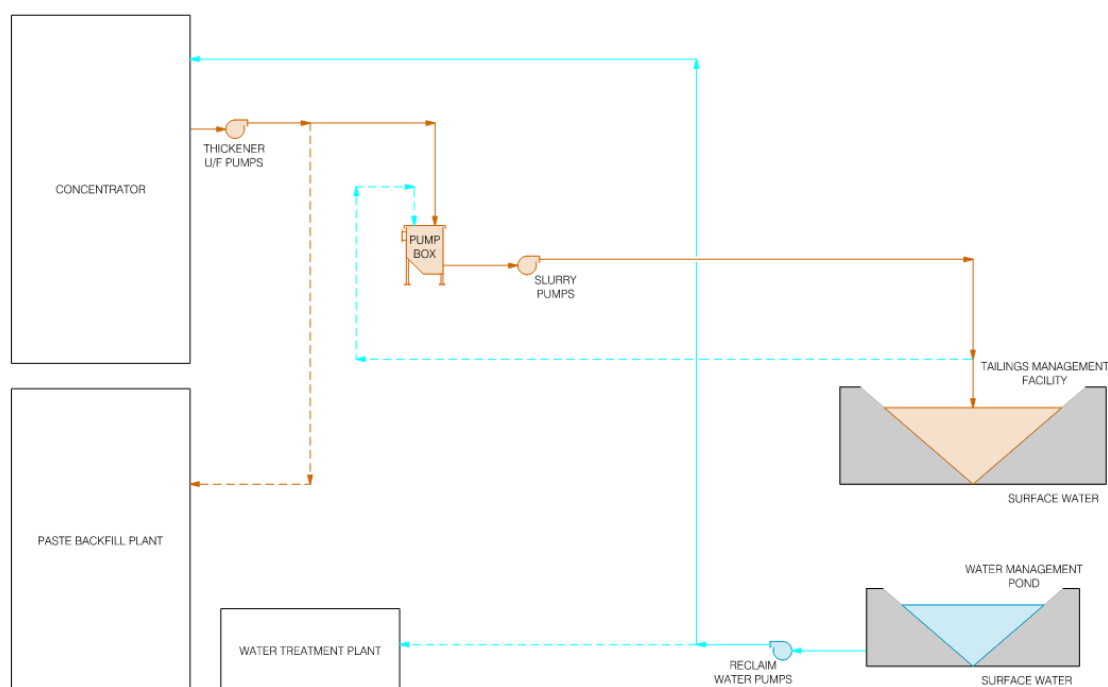 THICKENER
U/F PUMPS
CONCENTRATOR
PUMP
BOX
SLURRY
PUMPS
TAILINGS MANAGEMENT
FACILITY
SURFACE WATER
PASTE BACKFILL PLANT
WATER MANAGEMENT
POND
WATER TREATMENT PLANT
RECLAIM
WATER PUMPS
SURFACE WATER